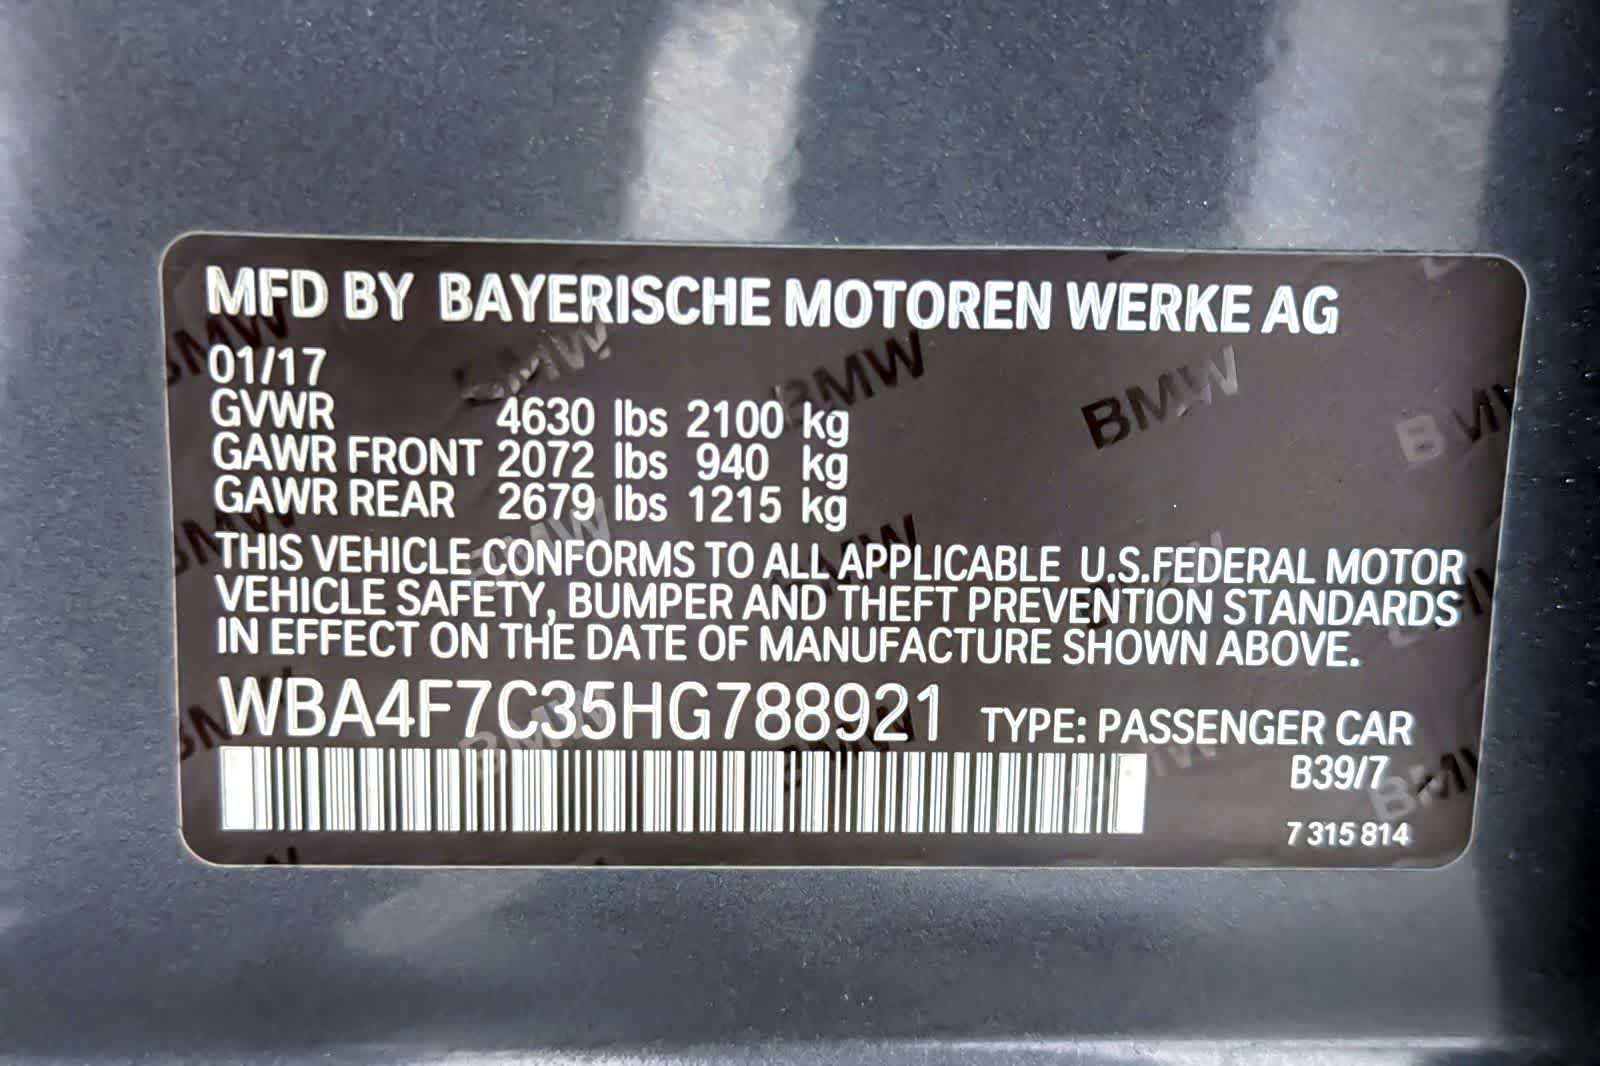 MFD BY BAYERISCHE MOTOREN WERKE AG
01/17
GVWR 4630 lbs 2100 kg
GAWR FRONT 2072 lbs 940 kg
GAWR REAR 2679 lbs 1215 kg
THIS VEHICLE CONFORMS TO ALL APPLICABLE U.S.FEDERAL MOTOR
VEHICLE SAFETY, BUMPER AND THEFT PREVENTION STANDARDS
IN EFFECT ON THE DATE OF MANUFACTURE SHOWN ABOVE.
WBA4F7C35HG788921 TYPE: PASSENGER CAR
B39/7
7 315 814